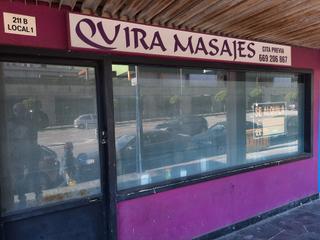 211 B
LOCAL 1
QUIRA MASAJES
CITA PREVIA
669 206 867